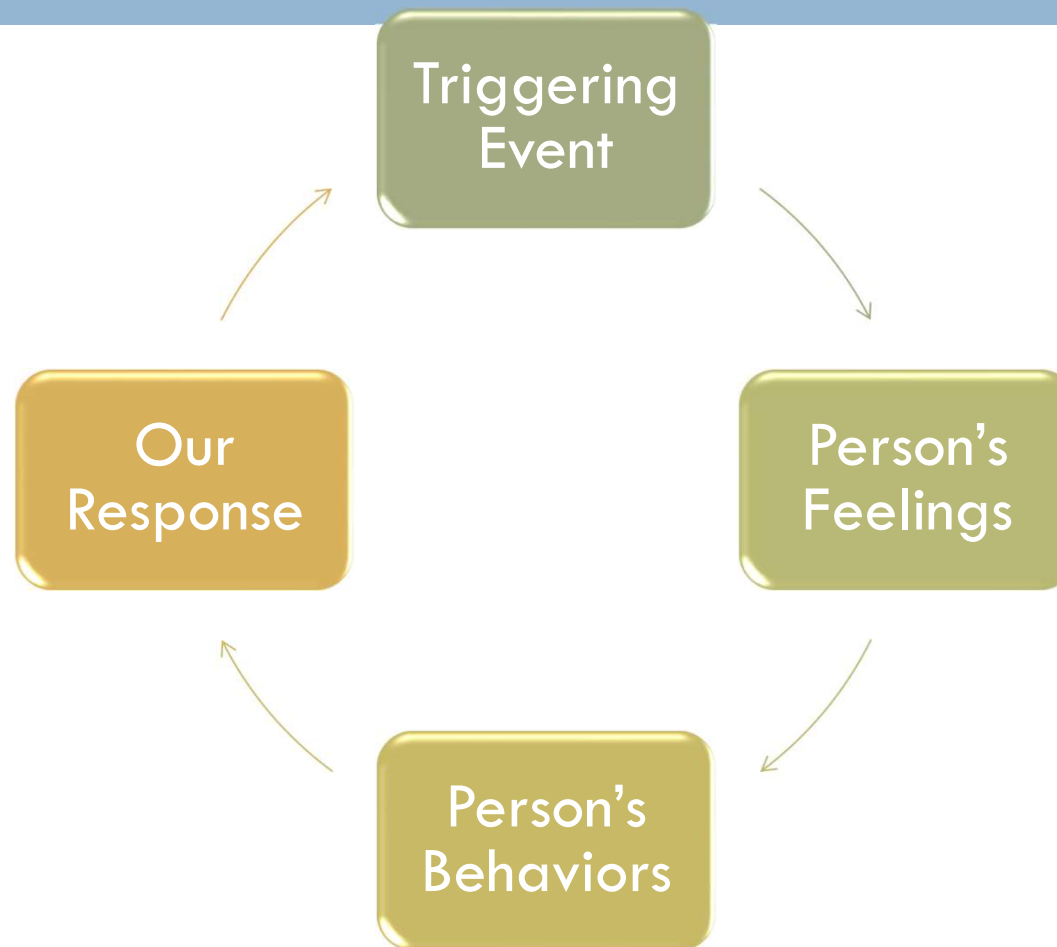 Triggering
Event
Person’s
Feelings
Person’s
Behaviors
Our
Response